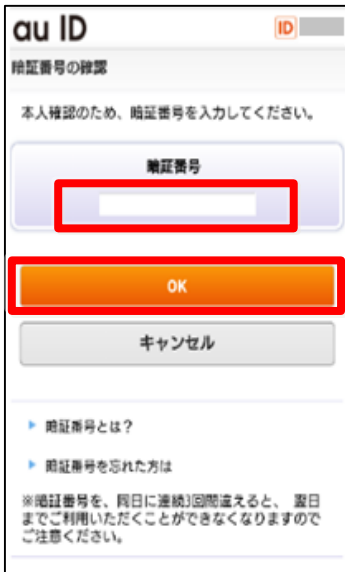 au ID
ID
暗証番号の確認
本人確認のため、暗証番号を入力してください。
暗証番号
OK
キャンセル
暗証番号とは？
暗証番号を忘れた方は
※暗証番号を、同日に連続3回間違えると、 翌日
までご利用いただくことができなくなりますので
ご注意ください。